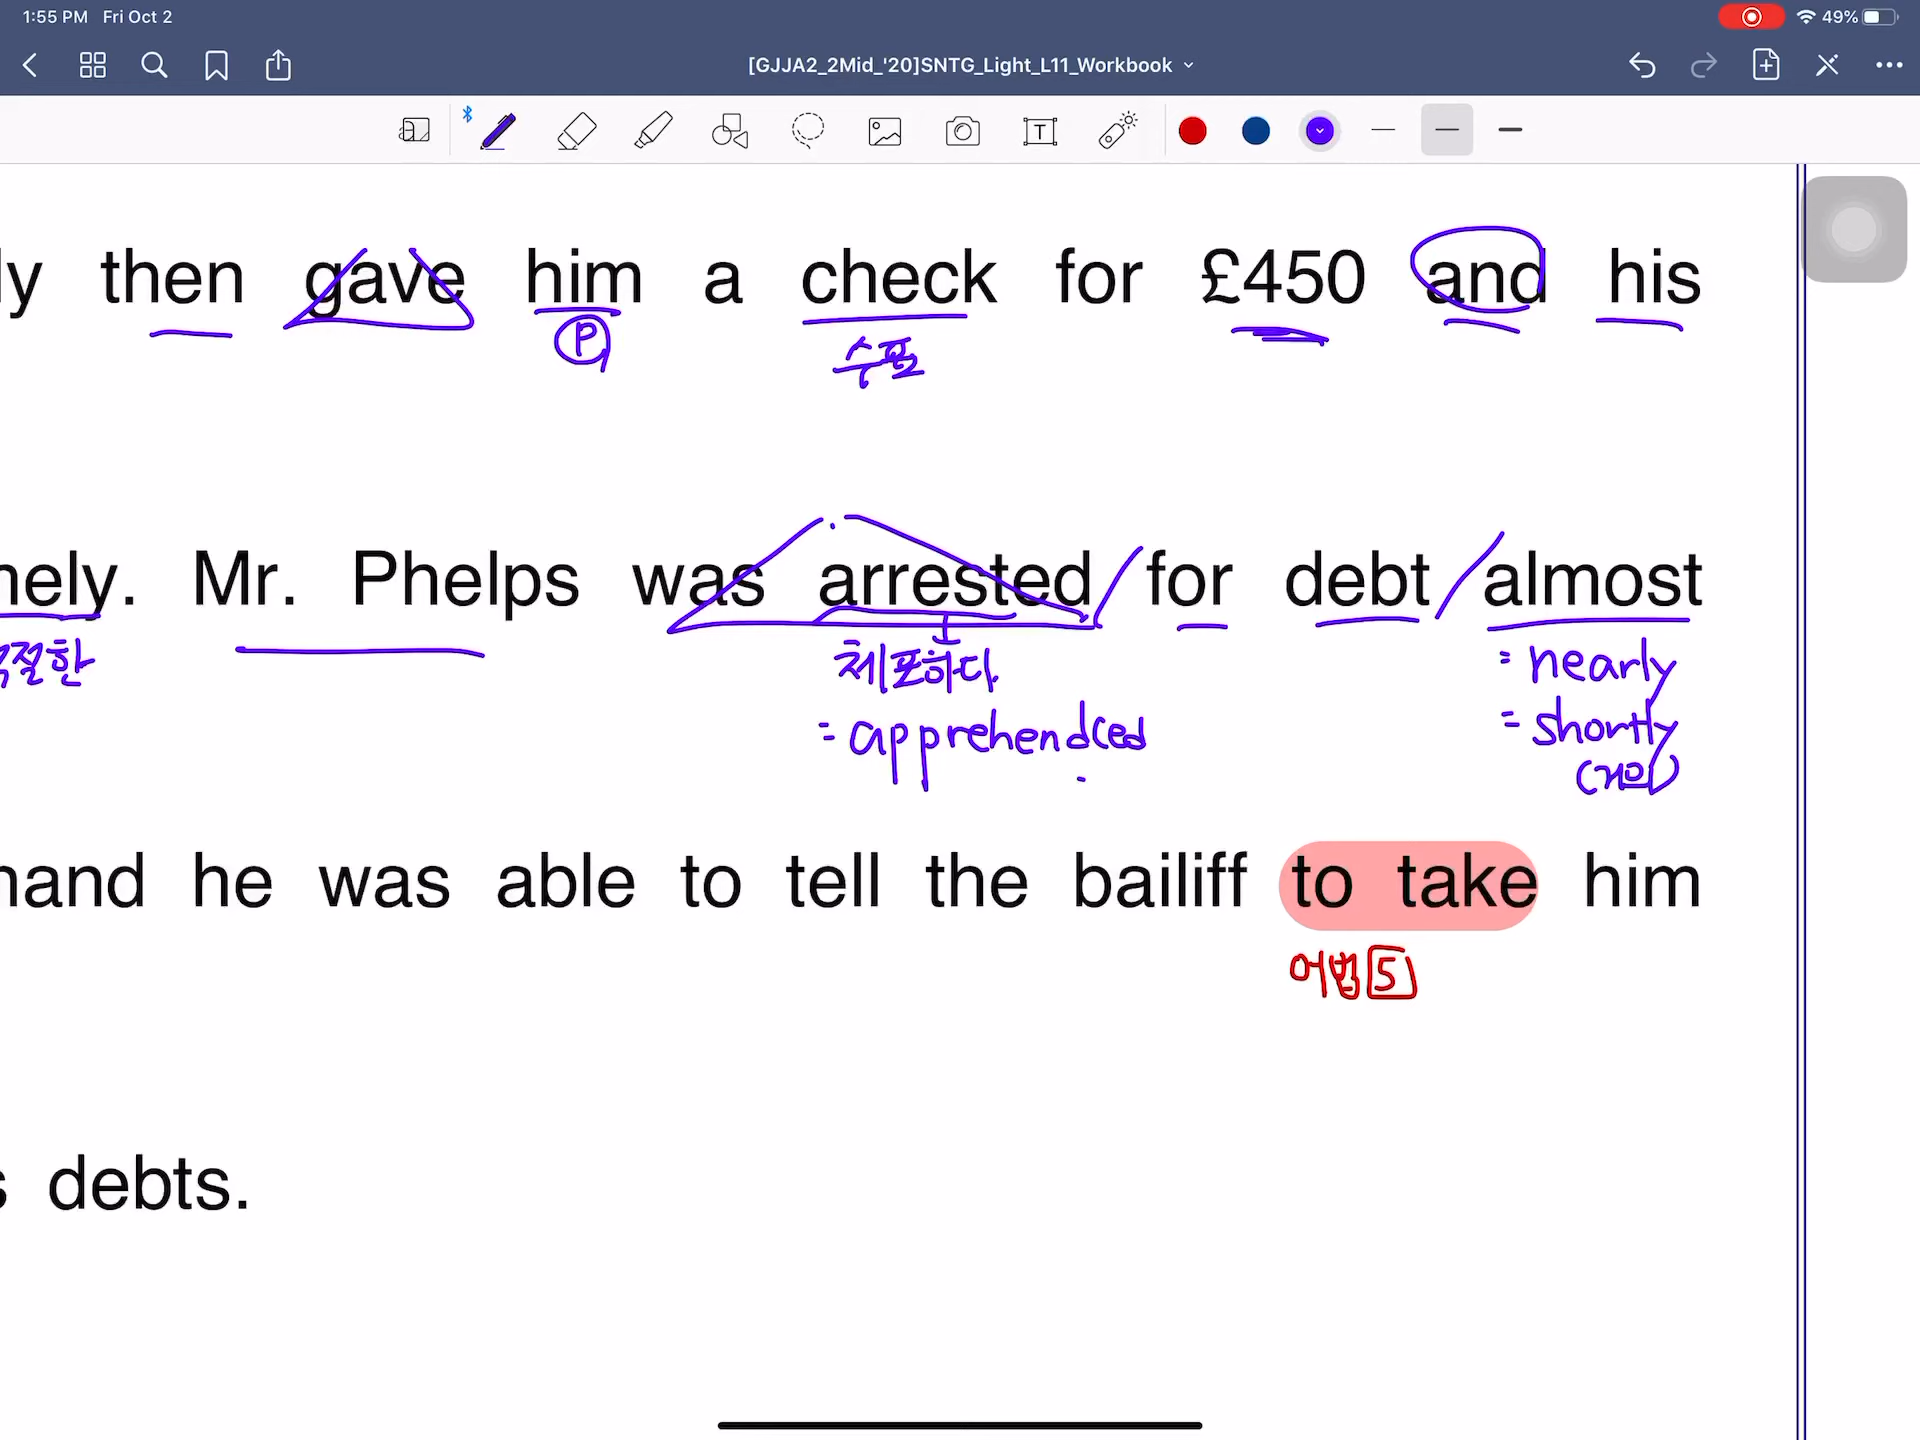 1:55 PM Fri Oct 2
49%
[GJJA2_2Mid_'20]SNTG_Light_L11_Workbook
ly then gave him a check for £450 and his
P
수표
nely. Mr. Phelps was arrested for debt almost
절한
체포하다
= nearly
= apprehend(ed
= shortly
(거의)
hand he was able to tell the bailiff to take him
어법 5
s debts.